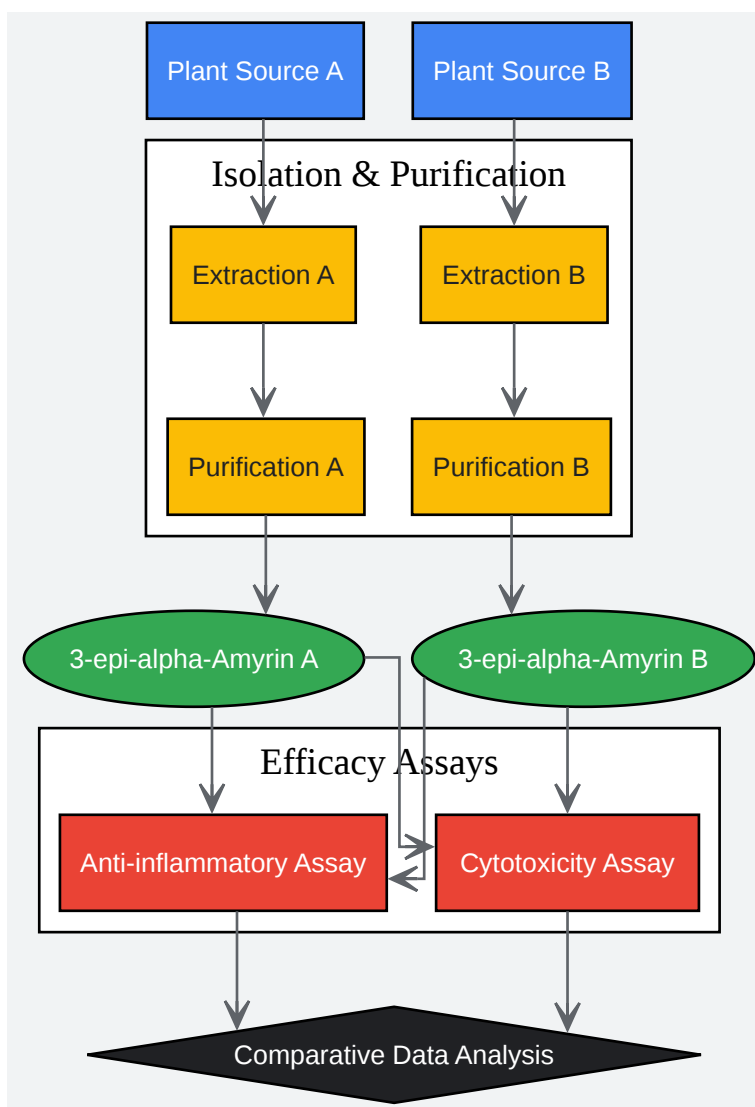 Plant Source A
Plant Source B
Isolation & Purification
Extraction A
Extraction B
Purification A
Purification B
3-epi-alpha-Amyrin A
3-epi-alpha-Amyrin B
Efficacy Assays
Anti-inflammatory Assay
Cytotoxicity Assay
Comparative Data Analysis